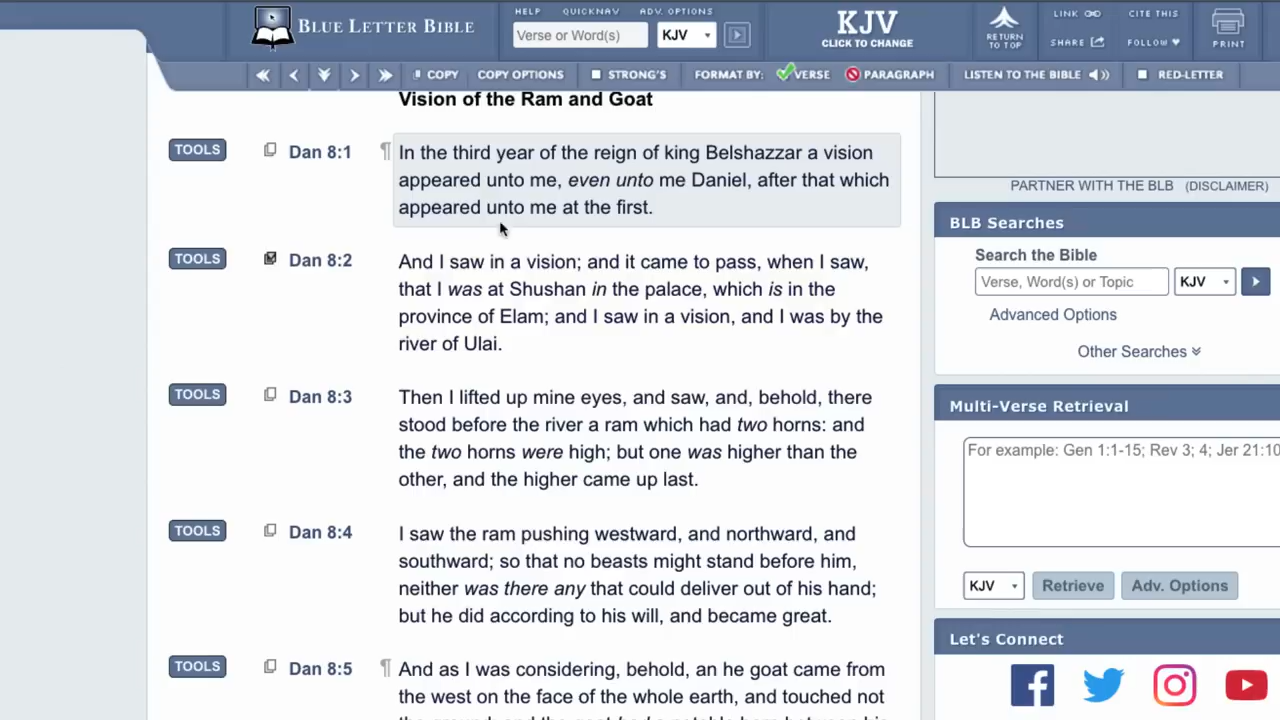 HELP QUICKNAV ADV. OPTIONS
BLUE LETTER BIBLE
Verse or Word(s)
KJV
KJV
CLICK TO CHANGE
RETURN
TO TOP
LINK
CITE THIS
SHARE
FOLLOW
PRINT
COPY
COPY OPTIONS
STRONG'S
FORMAT BY:
VERSE
PARAGRAPH
LISTEN TO THE BIBLE
RED-LETTER
Vision of the Ram and Goat
TOOLS
Dan 8:1
¶ In the third year of the reign of king Belshazzar a vision
appeared unto me, even unto me Daniel, after that which
appeared unto me at the first.
TOOLS
Dan 8:2
And I saw in a vision; and it came to pass, when I saw,
that I was at Shushan in the palace, which is in the
province of Elam; and I saw in a vision, and I was by the
river of Ulai.
TOOLS
Dan 8:3
Then I lifted up mine eyes, and saw, and, behold, there
stood before the river a ram which had two horns: and
the two horns were high; but one was higher than the
other, and the higher came up last.
TOOLS
Dan 8:4
I saw the ram pushing westward, and northward, and
southward; so that no beasts might stand before him,
neither was there any that could deliver out of his hand;
but he did according to his will, and became great.
TOOLS
Dan 8:5
¶ And as I was considering, behold, an he goat came from
the west on the face of the whole earth, and touched not
PARTNER WITH THE BLB (DISCLAIMER)
BLB Searches
Search the Bible
Verse, Word(s) or Topic
KJV
Advanced Options
Other Searches
Multi-Verse Retrieval
For example: Gen 1:1-15; Rev 3; 4; Jer 21:10
KJV
Retrieve
Adv. Options
Let's Connect